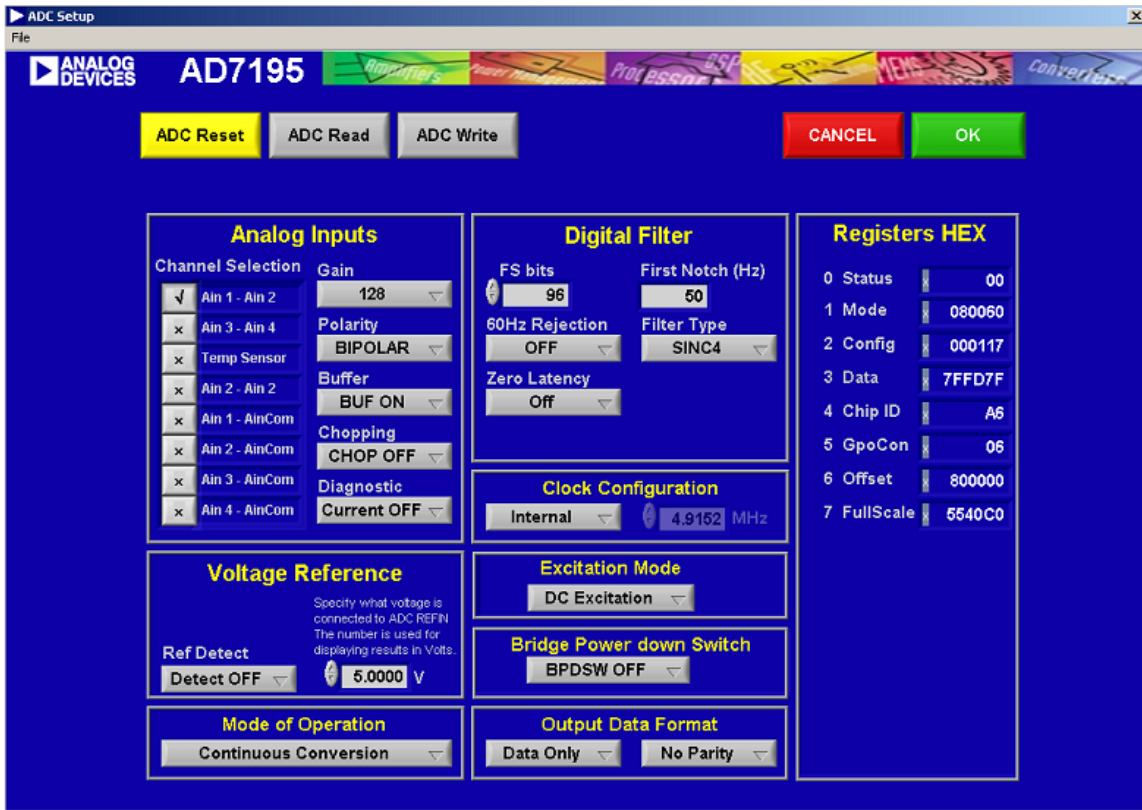 ADC Setup
File
ANALOG DEVICES
AD7195
Amplifiers
Power Management
Processor
DSP
RF
MEMS
Converters
ADC Reset
ADC Read
ADC Write
CANCEL
OK
Analog Inputs
Channel Selection
√ Ain 1 - Ain 2
× Ain 3 - Ain 4
× Temp Sensor
× Ain 2 - Ain 2
× Ain 1 - AinCom
× Ain 2 - AinCom
× Ain 3 - AinCom
× Ain 4 - AinCom
Gain
128
Polarity
BIPOLAR
Buffer
BUF ON
Chopping
CHOP OFF
Diagnostic
Current OFF
Voltage Reference
Specify what voltage is
connected to ADC REFIN
The number is used for
displaying results in Volts.
Ref Detect
Detect OFF
5.0000 V
Mode of Operation
Continuous Conversion
Digital Filter
FS bits
96
First Notch (Hz)
50
60Hz Rejection
OFF
Filter Type
SINC4
Zero Latency
Off
Clock Configuration
Internal
4.9152 MHz
Excitation Mode
DC Excitation
Bridge Power down Switch
BPDSW OFF
Output Data Format
Data Only
No Parity
Registers HEX
0 Status x 00
1 Mode x 080060
2 Config x 000117
3 Data x 7FFD7F
4 Chip ID x A6
5 GpoCon x 06
6 Offset x 800000
7 FullScale x 5540C0